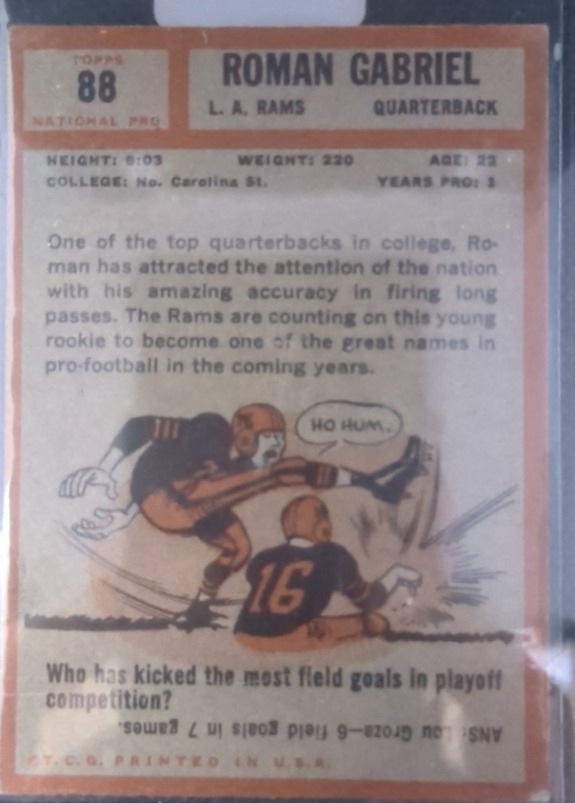 TOPPS
88
NATIONAL PRO
ROMAN GABRIEL
L. A. RAMS QUARTERBACK
HEIGHT: 6:03 WEIGHT: 220 AGE: 22
COLLEGE: No. Carolina St. YEARS PRO: 1
One of the top quarterbacks in college, Ro-
man has attracted the attention of the nation
with his amazing accuracy in firing long
passes. The Rams are counting on this young
rookie to become one of the great names in
pro-football in the coming years.
HO HUM.
16
Who has kicked the most field goals in playoff
competition?
ANS: Lou Groza—6 field goals in 7 games.
©T. C. G. PRINTED IN U.S.A.